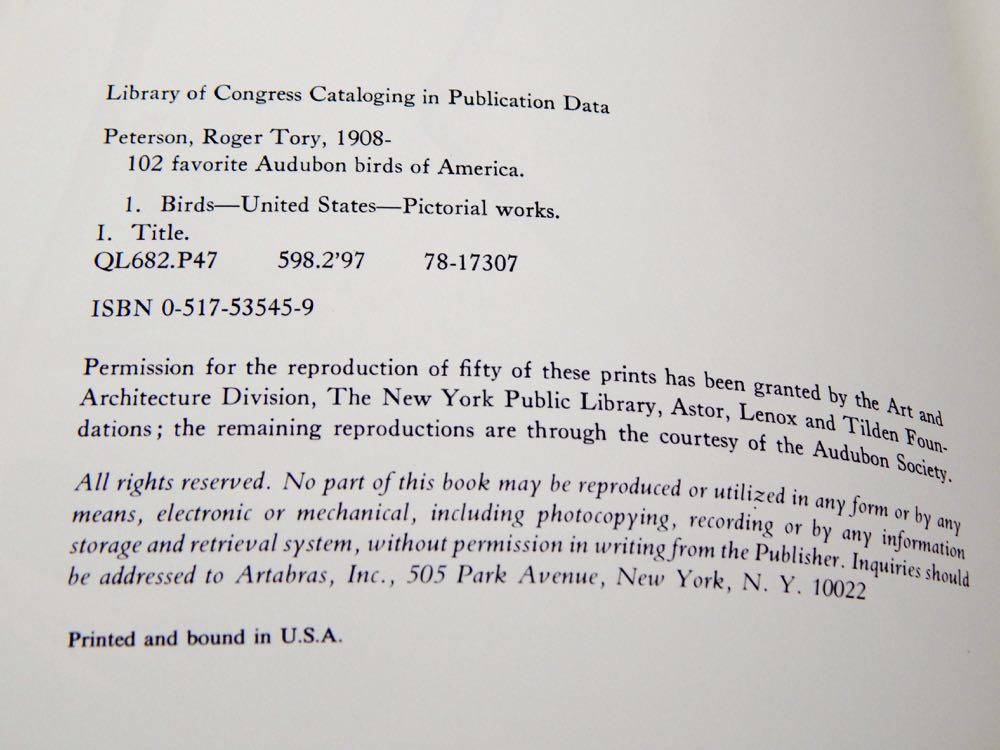 Library of Congress Cataloging in Publication Data
Peterson, Roger Tory, 1908-
102 favorite Audubon birds of America.
1. Birds—United States—Pictorial works.
I. Title.
QL682.P47 598.2'97 78-17307
ISBN 0-517-53545-9
Permission for the reproduction of fifty of these prints has been granted by the Art and
Architecture Division, The New York Public Library, Astor, Lenox and Tilden Foun-
dations; the remaining reproductions are through the courtesy of the Audubon Society.
All rights reserved. No part of this book may be reproduced or utilized in any form or by any
means, electronic or mechanical, including photocopying, recording or by any information
storage and retrieval system, without permission in writing from the Publisher. Inquiries should
be addressed to Artabras, Inc., 505 Park Avenue, New York, N. Y. 10022
Printed and bound in U.S.A.